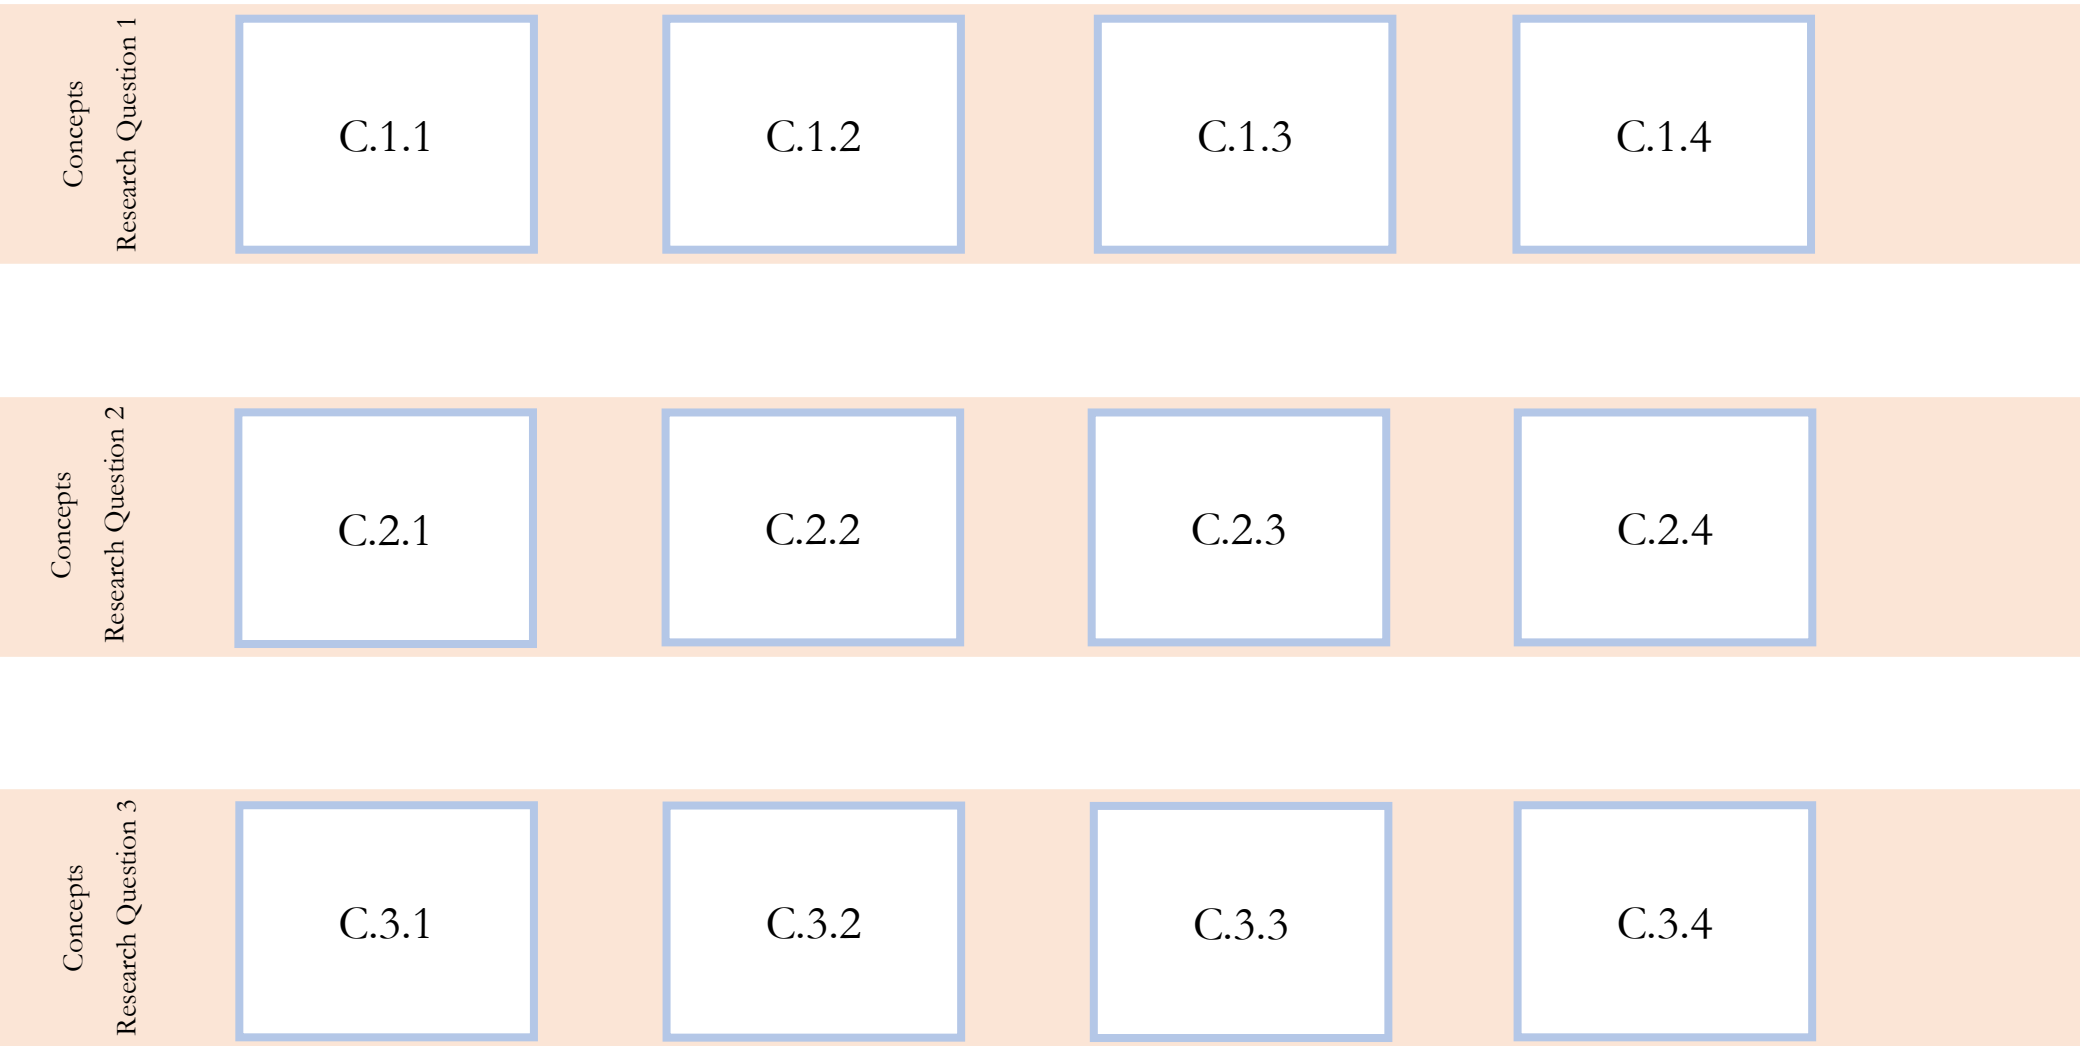 Concepts
Research Question 1
C.1.1
C.1.2
C.1.3
C.1.4
Concepts
Research Question 2
C.2.1
C.2.2
C.2.3
C.2.4
Concepts
Research Question 3
C.3.1
C.3.2
C.3.3
C.3.4